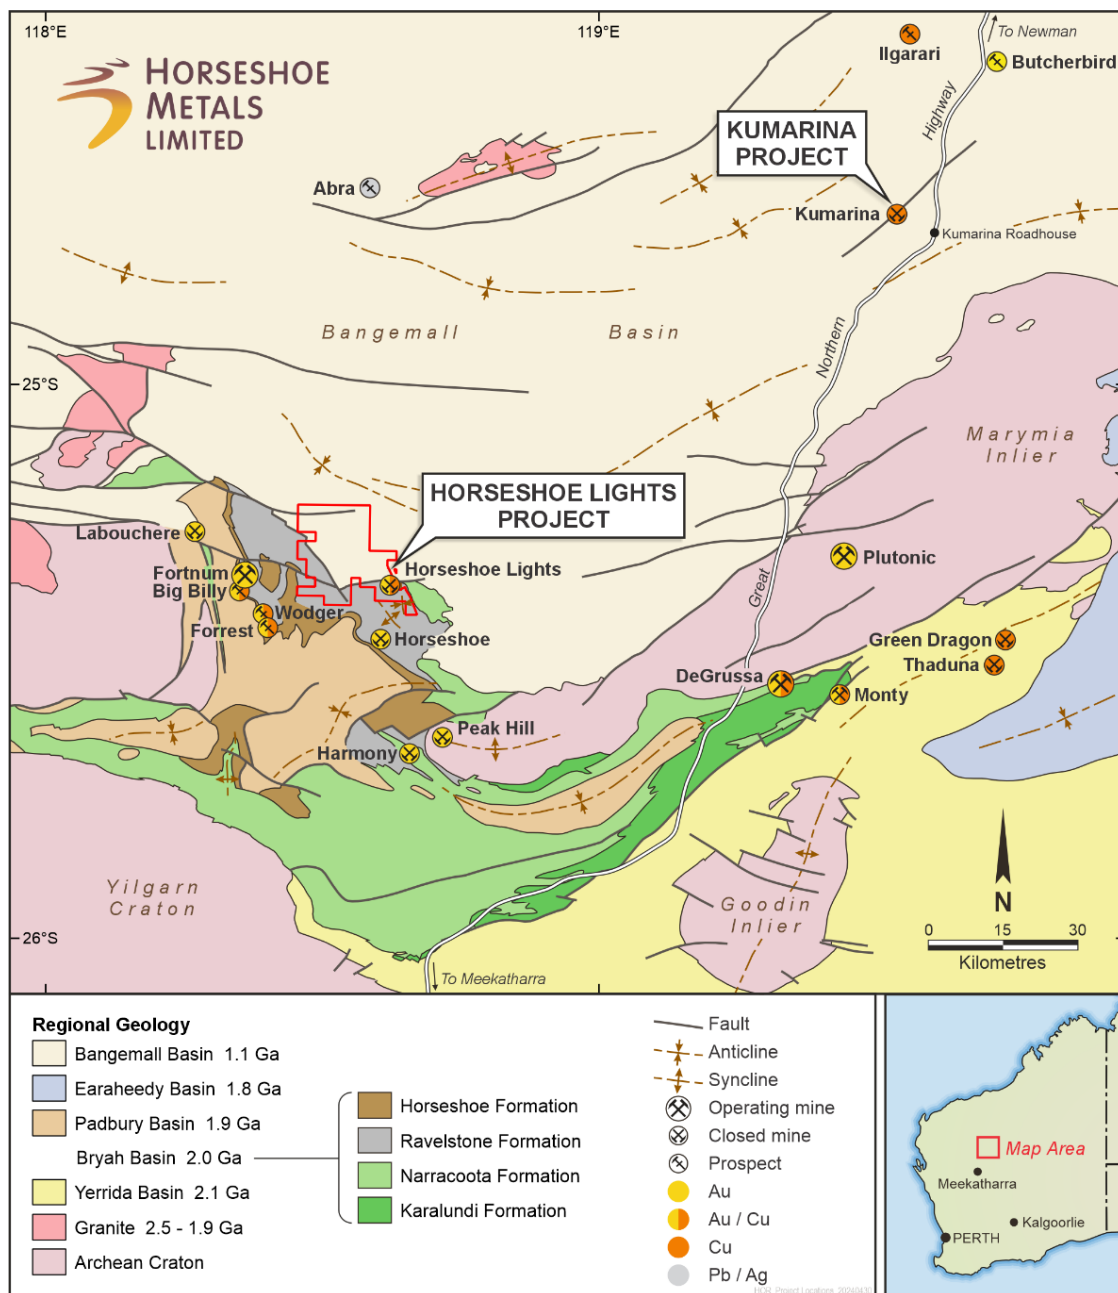 118°E
119°E
To Newman
HORSESHOE
METALS
LIMITED
Ilgarari
Butcherbird
Highway
KUMARINA
PROJECT
Abra
Kumarina
Kumarina Roadhouse
Bangemall Basin
Northern
25°S
Marymia
Inlier
HORSESHOE LIGHTS
PROJECT
Labouchere
Horseshoe Lights
Plutonic
Fortnum
Big Billy
Great
Wodger
Forrest
Horseshoe
Green Dragon
Thaduna
DeGrussa
Monty
Peak Hill
Harmony
Yilgarn
Craton
Goodin
Inlier
N
26°S
0 15 30
Kilometres
To Meekatharra
Regional Geology
Bangemall Basin 1.1 Ga
Earaheedy Basin 1.8 Ga
Padbury Basin 1.9 Ga
Bryah Basin 2.0 Ga
Yerrida Basin 2.1 Ga
Granite 2.5 - 1.9 Ga
Archean Craton
Horseshoe Formation
Ravelstone Formation
Narracoota Formation
Karalundi Formation
Fault
Anticline
Syncline
Operating mine
Closed mine
Prospect
Au
Au / Cu
Cu
Pb / Ag
HOR_Project Locations_20240430
Map Area
Meekatharra
Kalgoorlie
PERTH